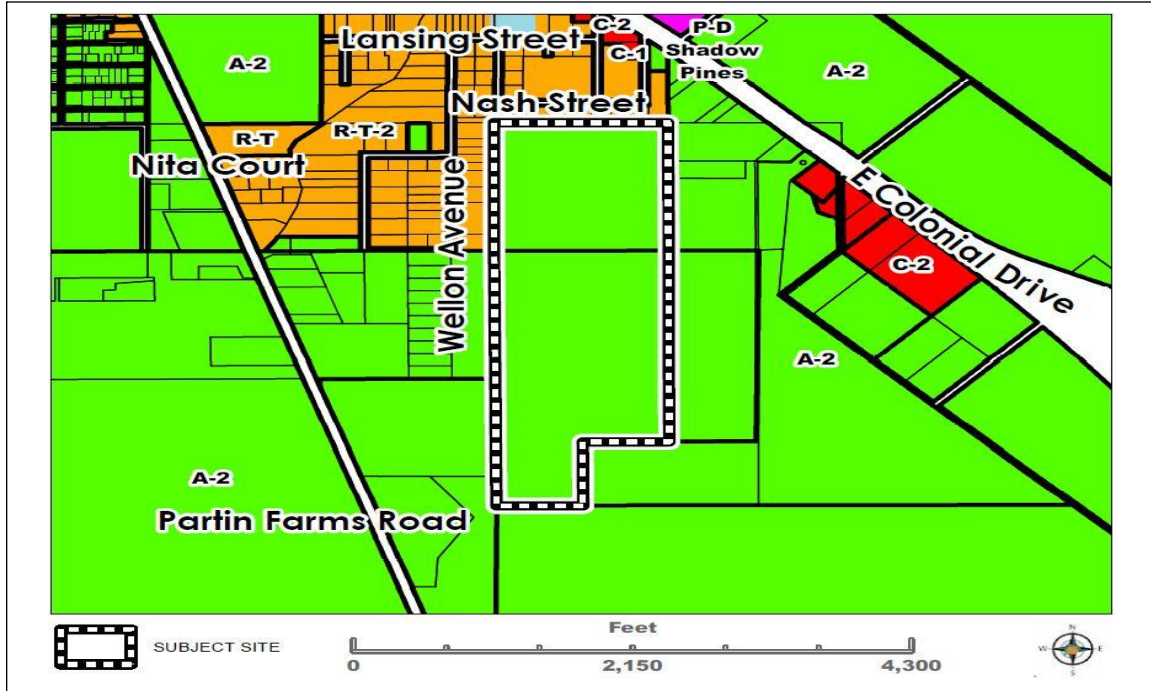 C-2
P-D
Lansing Street
C-1
Shadow
Pines
A-2
A-2
Nash Street
R-T
R-T-2
Nita Court
E Colonial Drive
Wellon Avenue
C-2
A-2
A-2
Partin Farms Road
SUBJECT SITE
Feet
0
2,150
4,300
N
W
E
S